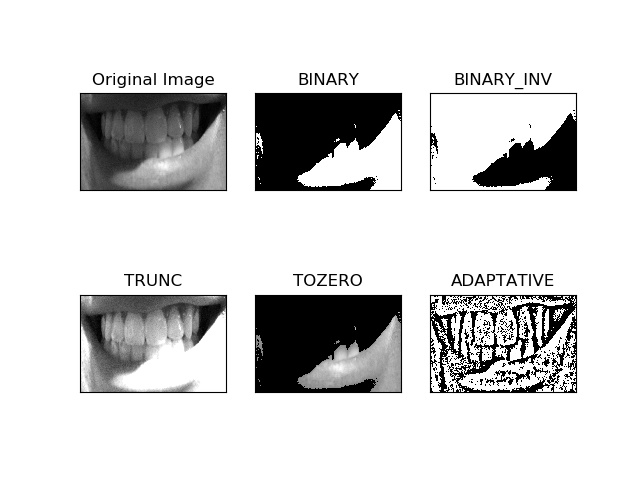 Original Image
BINARY
BINARY_INV
TRUNC
TOZERO
ADAPTATIVE